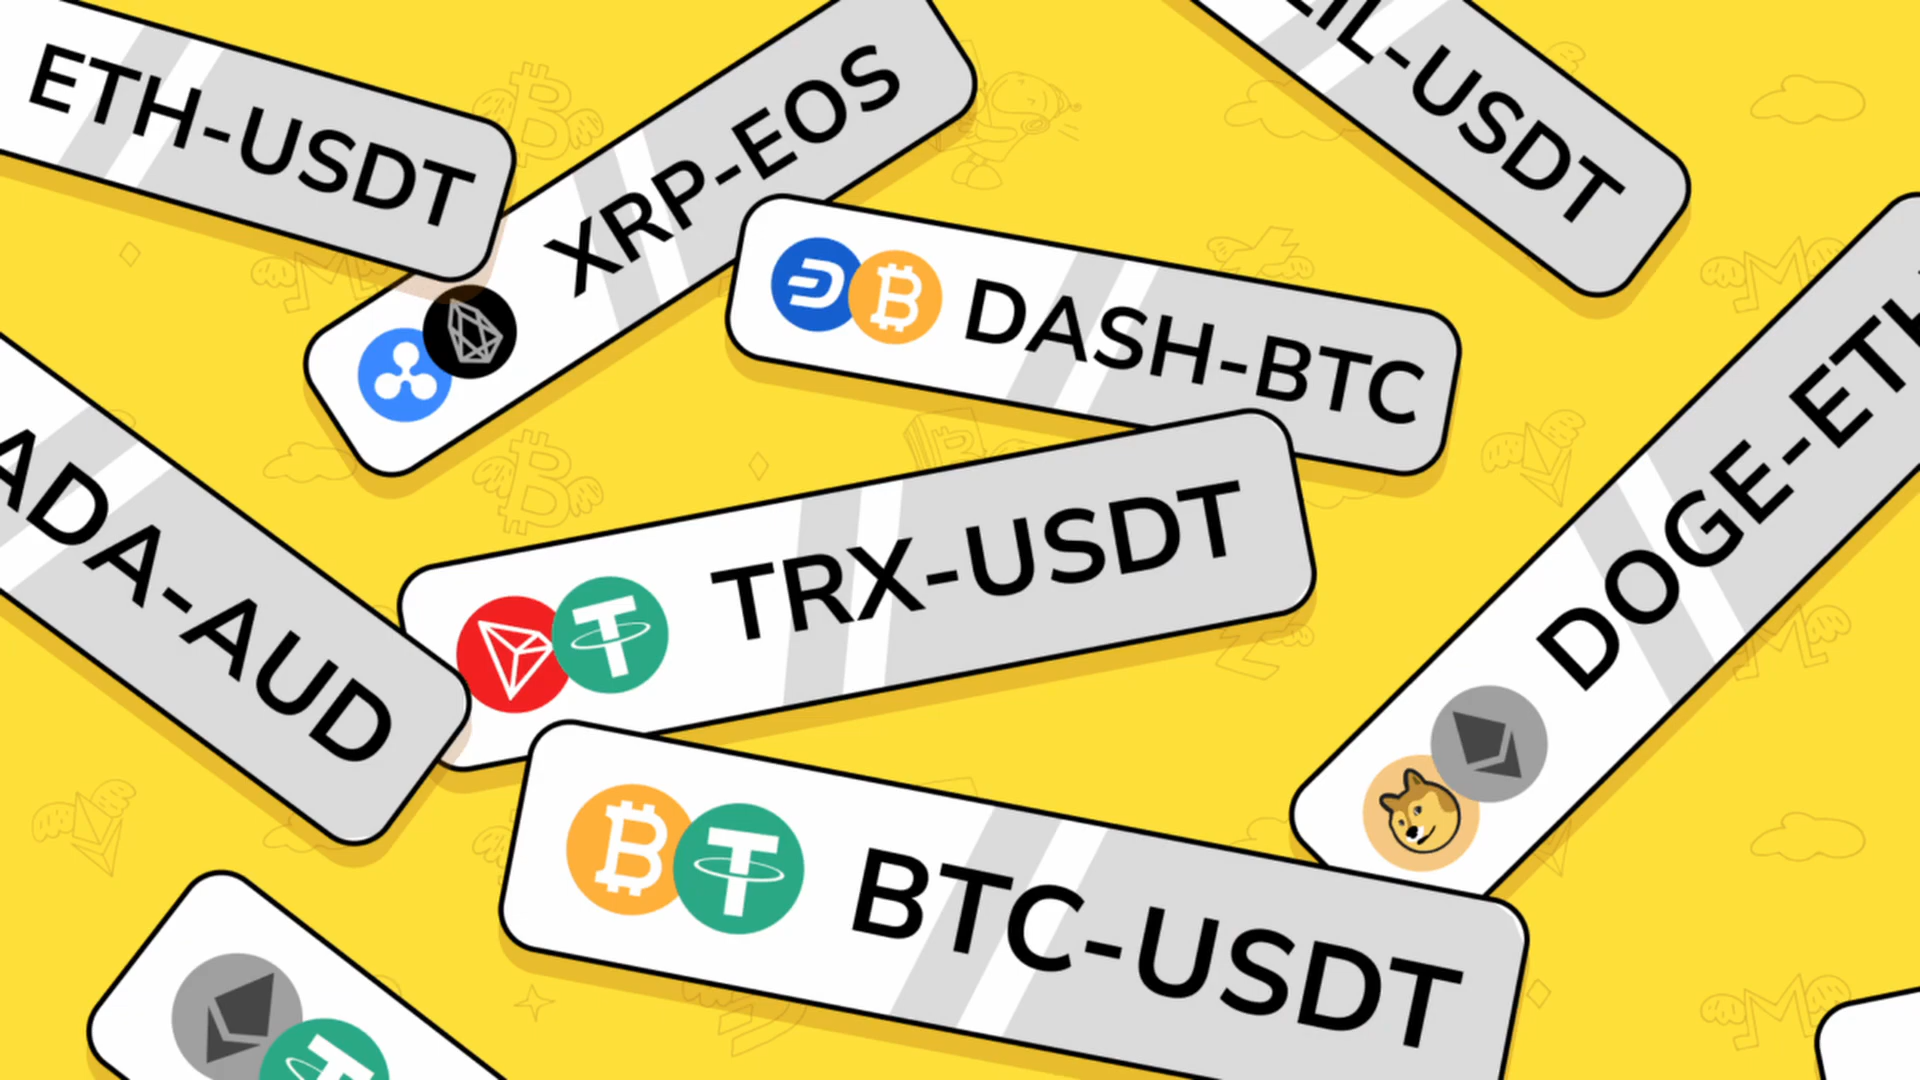 ETH-USDT
XRP-EOS
IL-USDT
DASH-BTC
ADA-AUD
TRX-USDT
DOGE-ETH
BTC-USDT